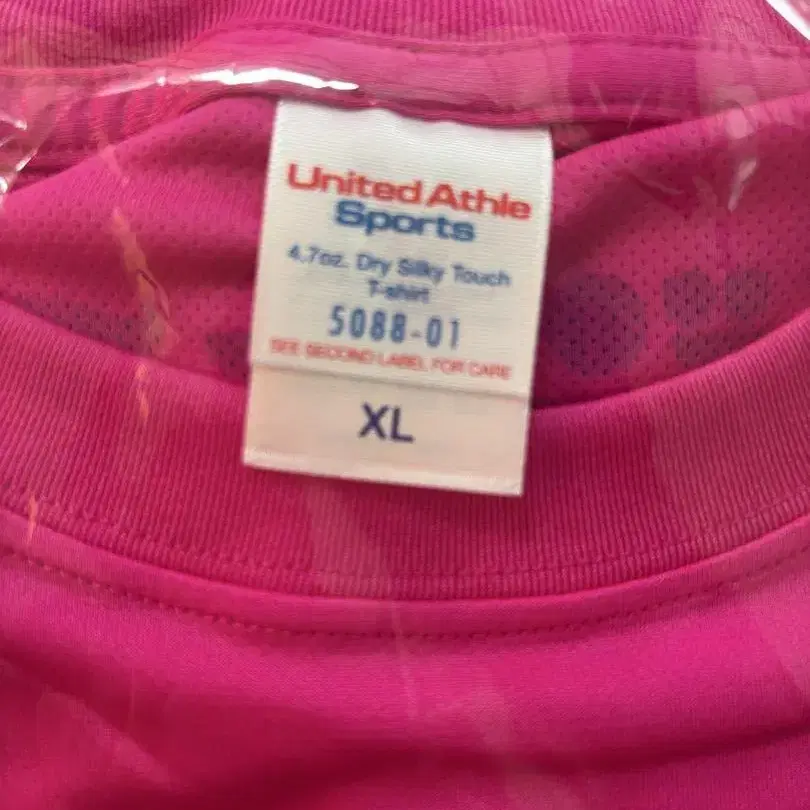 United Athle
Sports
4.7oz. Dry Silky Touch
T-shirt
5088-01
SEE SECOND LABEL FOR CARE
XL